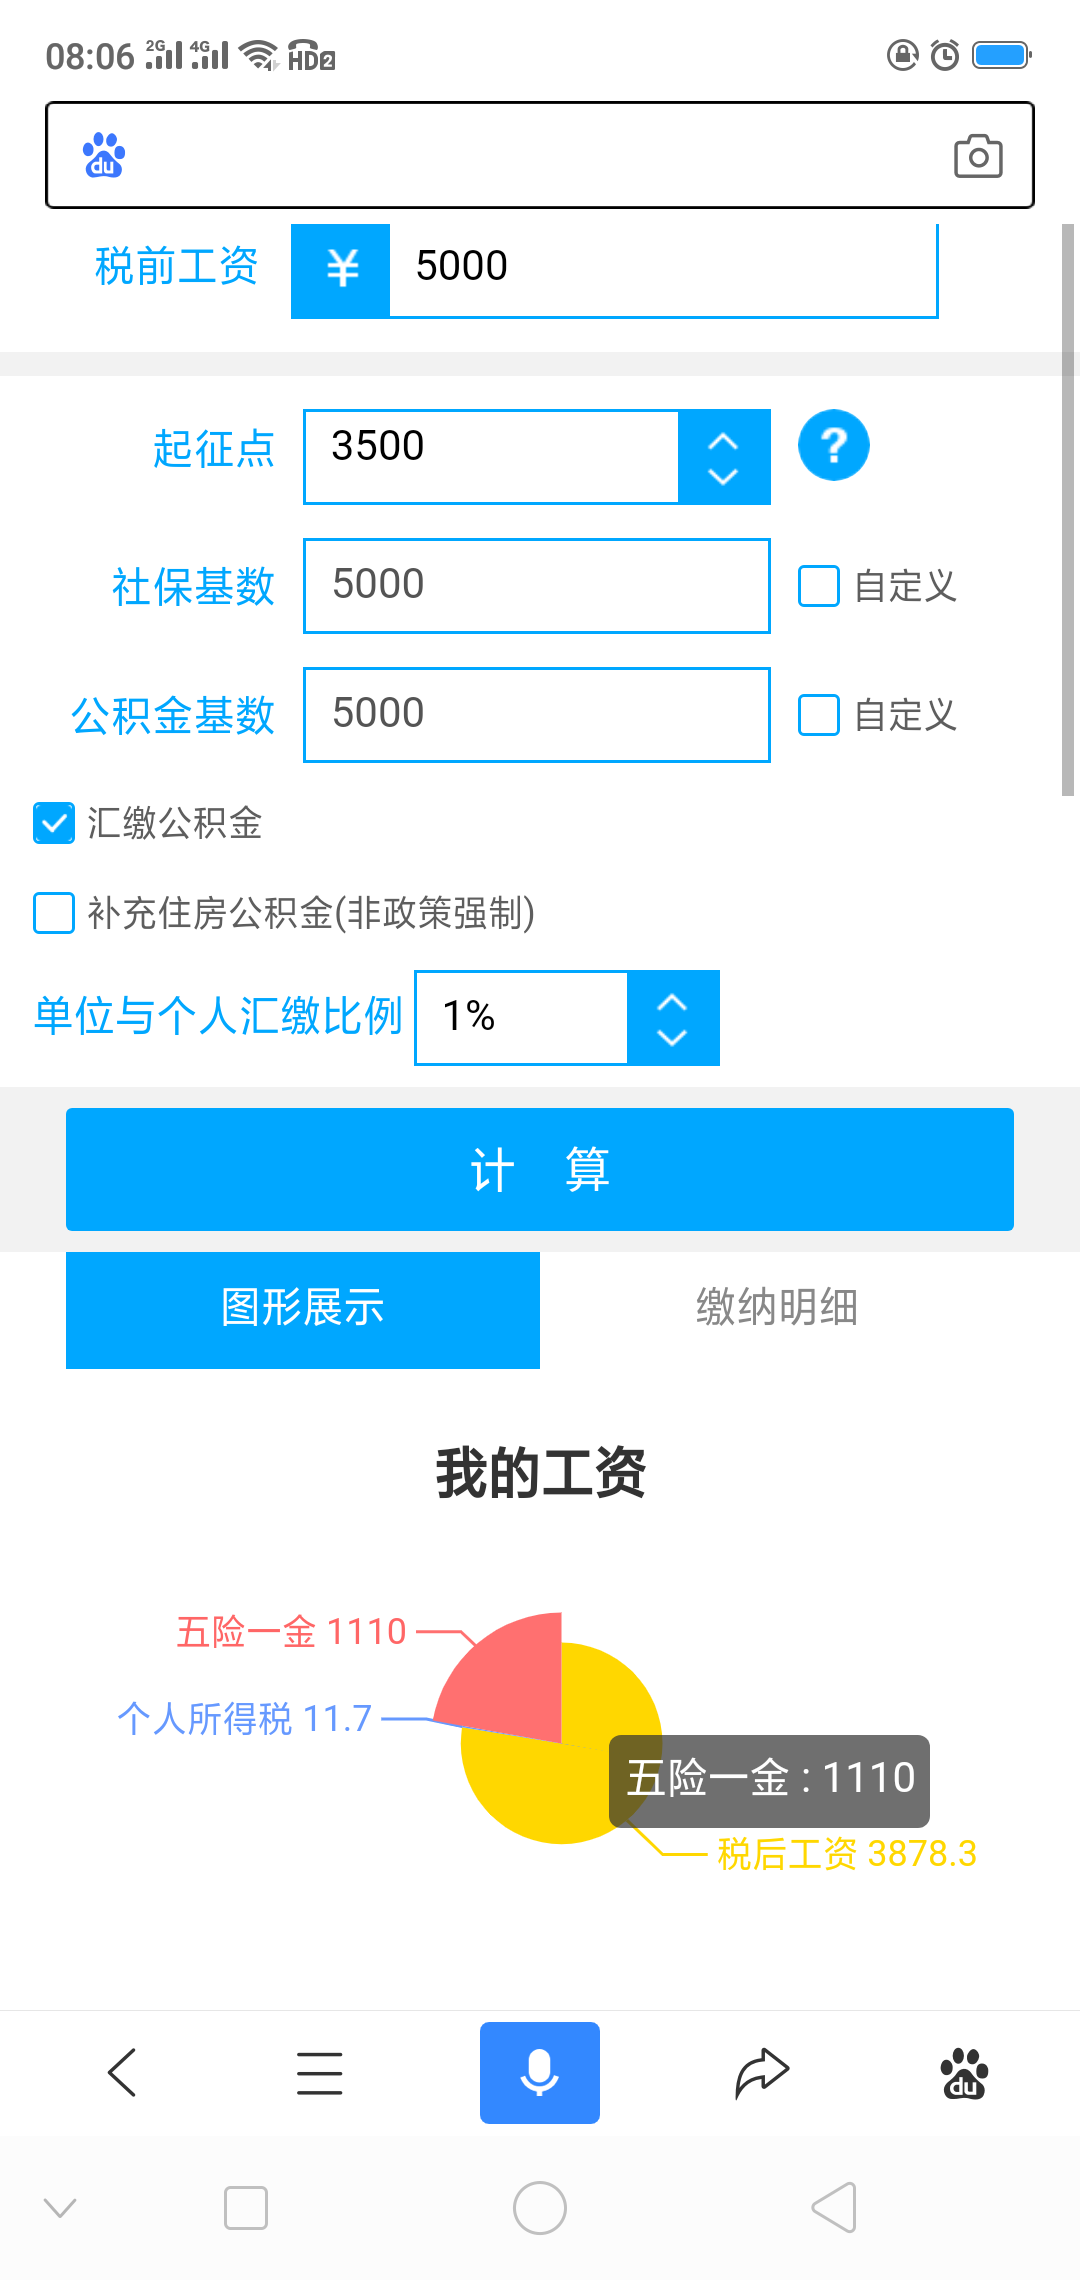 08:06 2G 4G HD2
du
税前工资 ¥ 5000
起征点 3500 ?
社保基数 5000 自定义
公积金基数 5000 自定义
汇缴公积金
补充住房公积金(非政策强制)
单位与个人汇缴比例 1%
计 算
图形展示 缴纳明细
我的工资
五险一金 1110
个人所得税 11.7
五险一金 : 1110
税后工资 3878.3
du